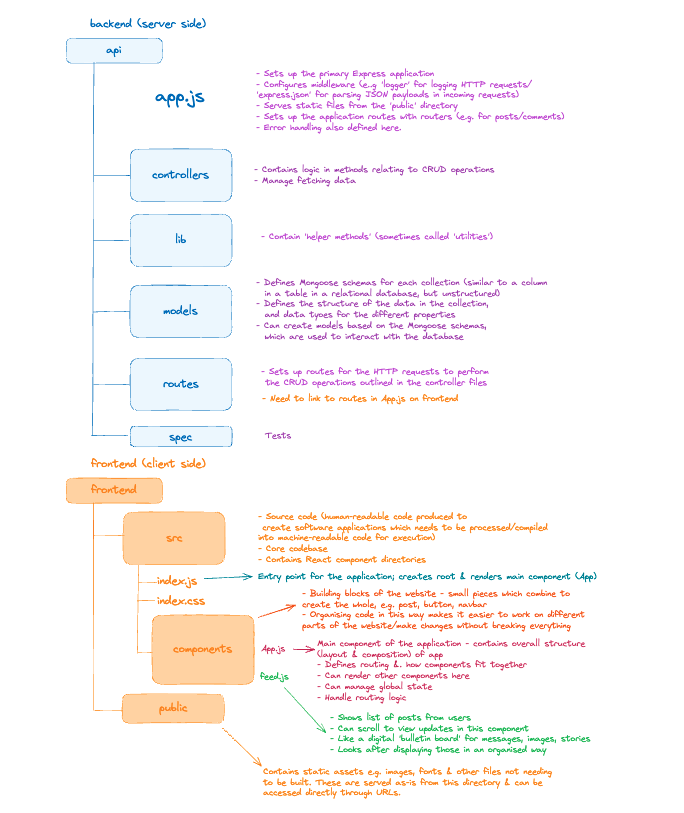 backend (server side)
api
app.js
- Sets up the primary Express application
- Configures middleware (e..g 'logger' for logging HTTP requests/
'express.json' for parsing JSON payloads in incoming requests)
- Serves static files from the 'public' directory
- Sets up the application routes with routers (e.g. for posts/comments)
- Error handling also defined here.
controllers
- Contains logic in methods relating to CRUD operations
- Manage fetching data
lib
- Contain 'helper methods' (sometimes called 'utilities')
models
- Defines Mongoose schemas for each collection (similar to a column
in a table in a relational database, but unstructured)
- Defines the structure of the data in the collection,
and data types for the different properties
- Can create models based on the Mongoose schemas,
which are used to interact with the database
routes
- Sets up routes for the HTTP requests to perform
the CRUD operations outlined in the controller files
- Need to link to routes in App.js on frontend
spec
Tests
frontend (client side)
frontend
src
- Source code (human-readable code produced to
create software applications which needs to be processed/compiled
into machine-readable code for execution)
- Core codebase
- Contains React component directories
index.js
Entry point for the application; creates root & renders main component (App)
index.css
- Building blocks of the website - small pieces which combine to
create the whole, e.g. post, button, navbar
- Organising code in this way makes it easier to work on different
parts of the website/make changes without breaking everything
components
App.js
Main component of the application - contains overall structure
(layout & composition) of app
- Defines routing &. how components fit together
- Can render other components here
- Can manage global state
- Handle routing logic
feed.js
public
- Shows list of posts from users
- Can scroll to view updates in this component
- Like a digital 'bulletin board' for messages, images, stories
- Looks after displaying those in an organised way
Contains static assets e.g. images, fonts & other files not needing
to be built. These are served as-is from this directory & can be
accessed directly through URLs.